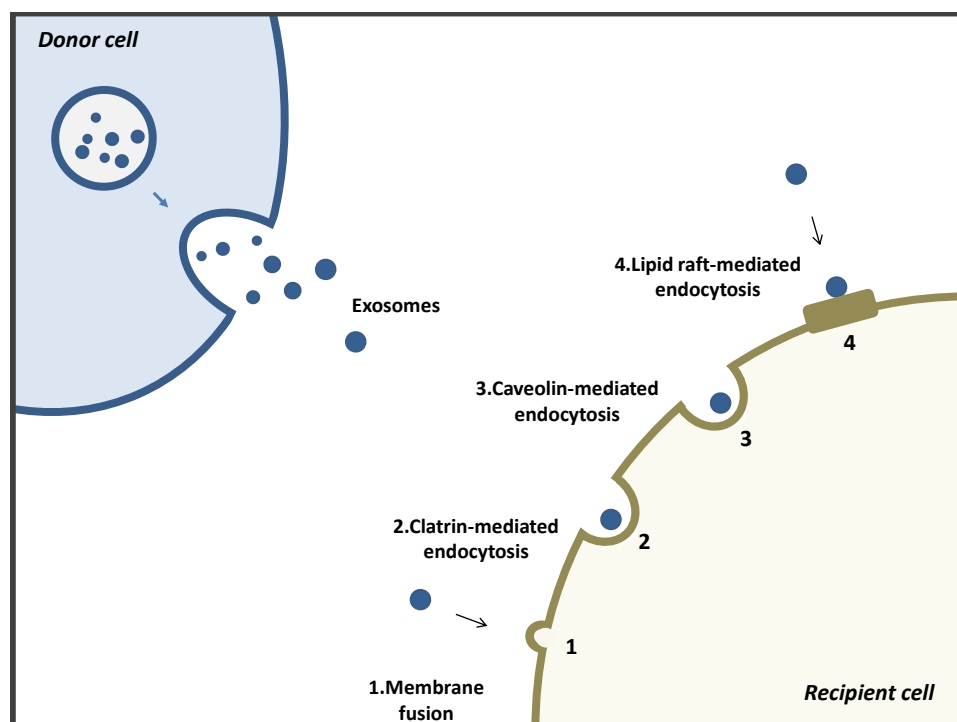 Donor cell
Exosomes
4.Lipid raft-mediated
endocytosis
4
3.Caveolin-mediated
endocytosis
3
2.Clatrin-mediated
endocytosis
2
1
1.Membrane
fusion
Recipient cell